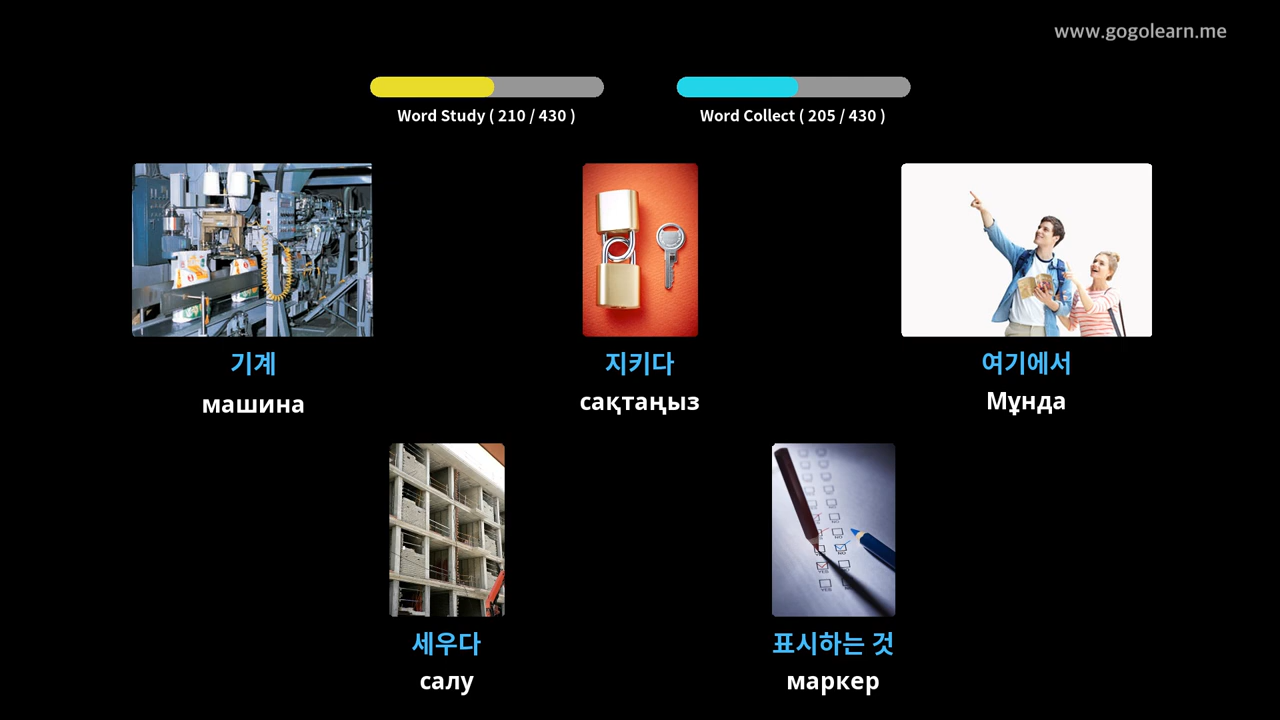 www.gogolearn.me
Word Study ( 210 / 430 )
Word Collect ( 205 / 430 )
기계
машина
지키다
сақтаңыз
여기에서
Мұнда
세우다
салу
표시하는 것
маркер